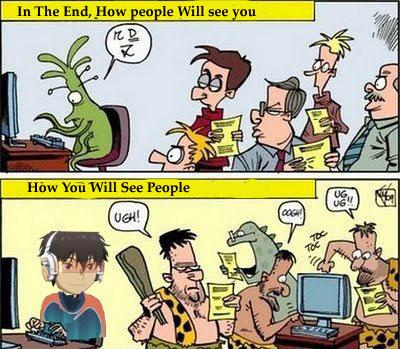 In The End, How people Will see you
How You Will See People
UGH!
OOGH!
TOC
TOC
UG,
UG!!